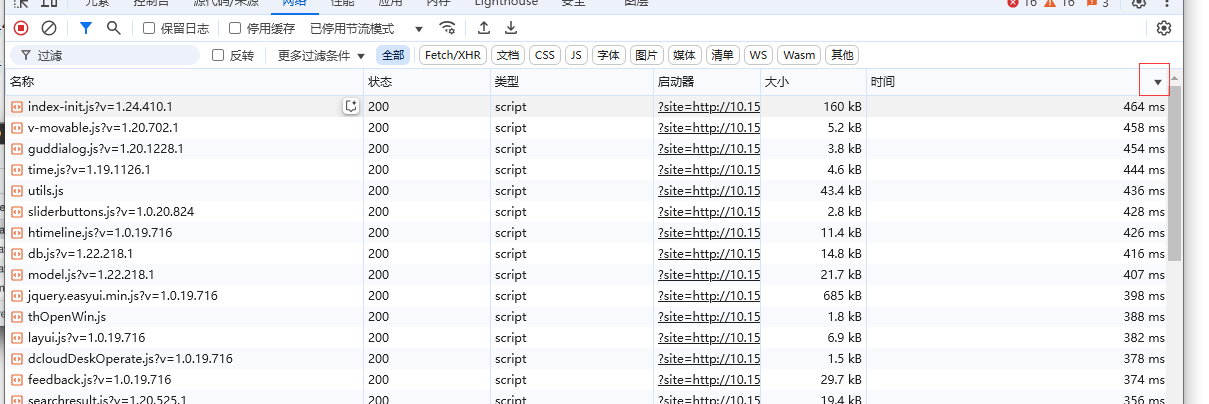 元素 控制台 源代码/来源 网络 性能 应用 内存 Lighthouse 安全 图层 16 16 3
保留日志 停用缓存 已停用节流模式
过滤 反转 更多过滤条件 全部 Fetch/XHR 文档 CSS JS 字体 图片 媒体 清单 WS Wasm 其他
名称 状态 类型 启动器 大小 时间
index-init.js?v=1.24.410.1 200 script ?site=http://10.15 160 kB 464 ms
v-movable.js?v=1.20.702.1 200 script ?site=http://10.15 5.2 kB 458 ms
guddialog.js?v=1.20.1228.1 200 script ?site=http://10.15 3.8 kB 454 ms
time.js?v=1.19.1126.1 200 script ?site=http://10.15 4.6 kB 444 ms
utils.js 200 script ?site=http://10.15 43.4 kB 436 ms
sliderbuttons.js?v=1.0.20.824 200 script ?site=http://10.15 2.8 kB 428 ms
htimeline.js?v=1.0.19.716 200 script ?site=http://10.15 11.4 kB 426 ms
db.js?v=1.22.218.1 200 script ?site=http://10.15 14.8 kB 416 ms
model.js?v=1.22.218.1 200 script ?site=http://10.15 21.7 kB 407 ms
jquery.easyui.min.js?v=1.0.19.716 200 script ?site=http://10.15 685 kB 398 ms
thOpenWin.js 200 script ?site=http://10.15 1.8 kB 388 ms
layui.js?v=1.0.19.716 200 script ?site=http://10.15 6.9 kB 382 ms
dcloudDeskOperate.js?v=1.0.19.716 200 script ?site=http://10.15 1.5 kB 378 ms
feedback.js?v=1.0.19.716 200 script ?site=http://10.15 29.7 kB 374 ms
searchresult.js?v=1.20.525.1 200 script ?site=http://10.15 19.4 kB 356 ms